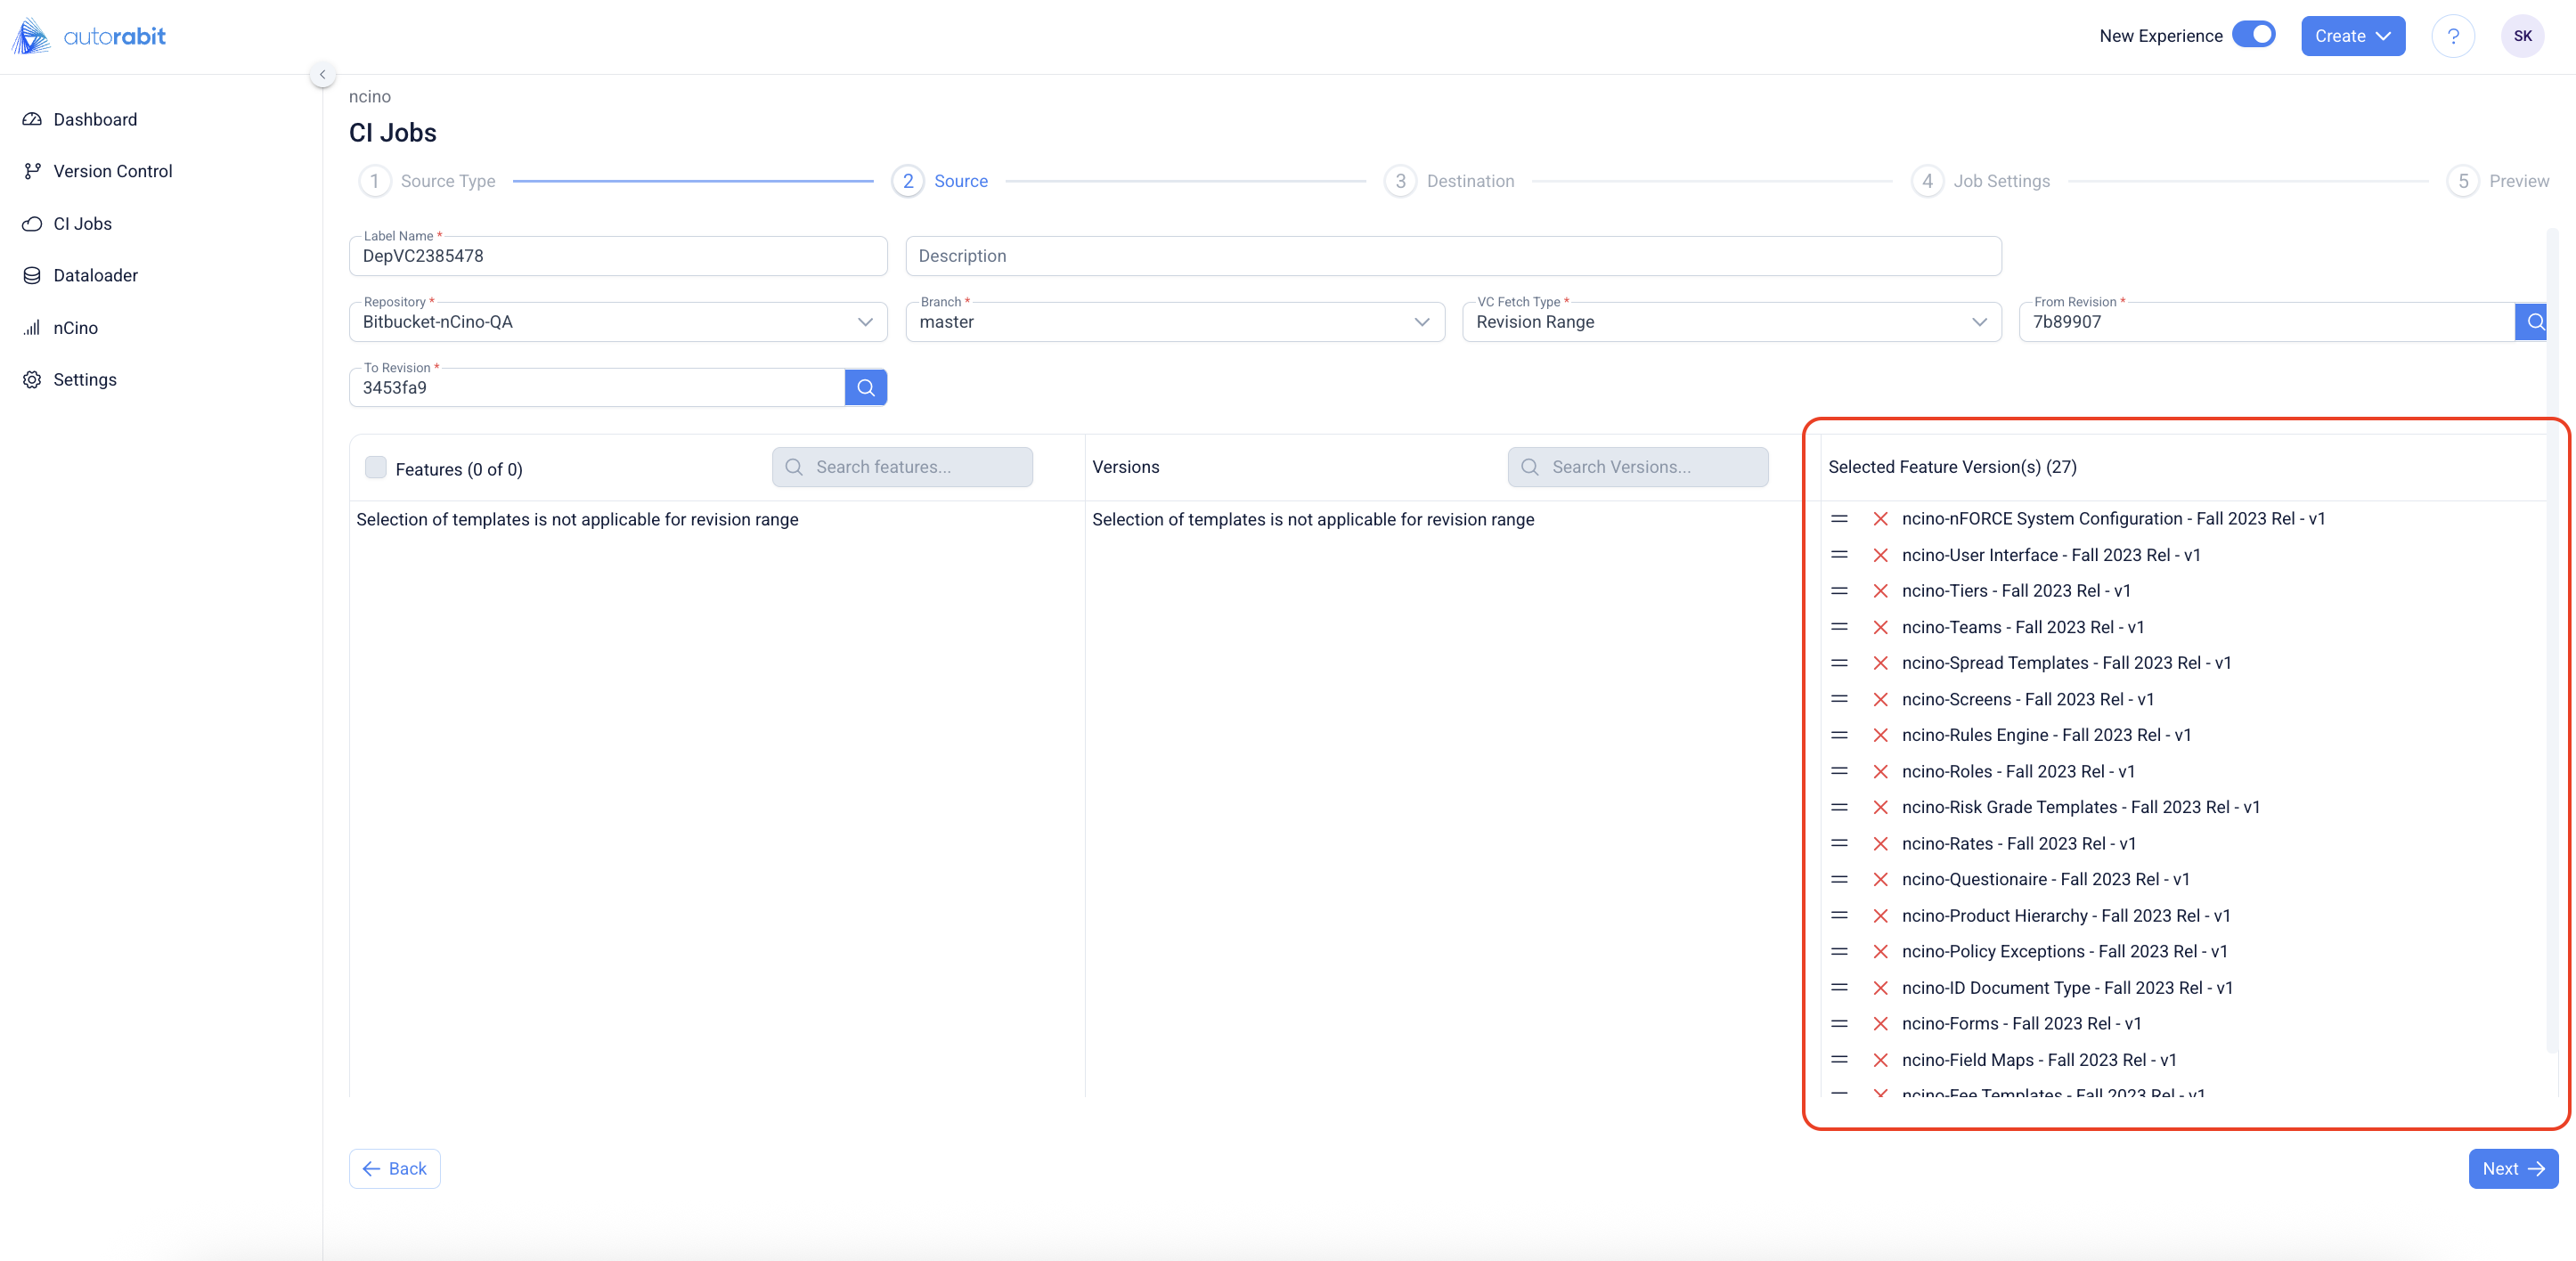 autorabit
New Experience
Create
?
SK
Dashboard
Version Control
CI Jobs
Dataloader
nCino
Settings
ncino
CI Jobs
1 Source Type
2 Source
3 Destination
4 Job Settings
5 Preview
Label Name *
DepVC2385478
Description
Repository *
Bitbucket-nCino-QA
Branch *
master
VC Fetch Type *
Revision Range
From Revision *
7b89907
To Revision *
3453fa9
Features (0 of 0)
Search features...
Versions
Search Versions...
Selected Feature Version(s) (27)
Selection of templates is not applicable for revision range
Selection of templates is not applicable for revision range
ncino-nFORCE System Configuration - Fall 2023 Rel - v1
ncino-User Interface - Fall 2023 Rel - v1
ncino-Tiers - Fall 2023 Rel - v1
ncino-Teams - Fall 2023 Rel - v1
ncino-Spread Templates - Fall 2023 Rel - v1
ncino-Screens - Fall 2023 Rel - v1
ncino-Rules Engine - Fall 2023 Rel - v1
ncino-Roles - Fall 2023 Rel - v1
ncino-Risk Grade Templates - Fall 2023 Rel - v1
ncino-Rates - Fall 2023 Rel - v1
ncino-Questionaire - Fall 2023 Rel - v1
ncino-Product Hierarchy - Fall 2023 Rel - v1
ncino-Policy Exceptions - Fall 2023 Rel - v1
ncino-ID Document Type - Fall 2023 Rel - v1
ncino-Forms - Fall 2023 Rel - v1
ncino-Field Maps - Fall 2023 Rel - v1
ncino-Fee Templates - Fall 2023 Rel - v1
Back
Next